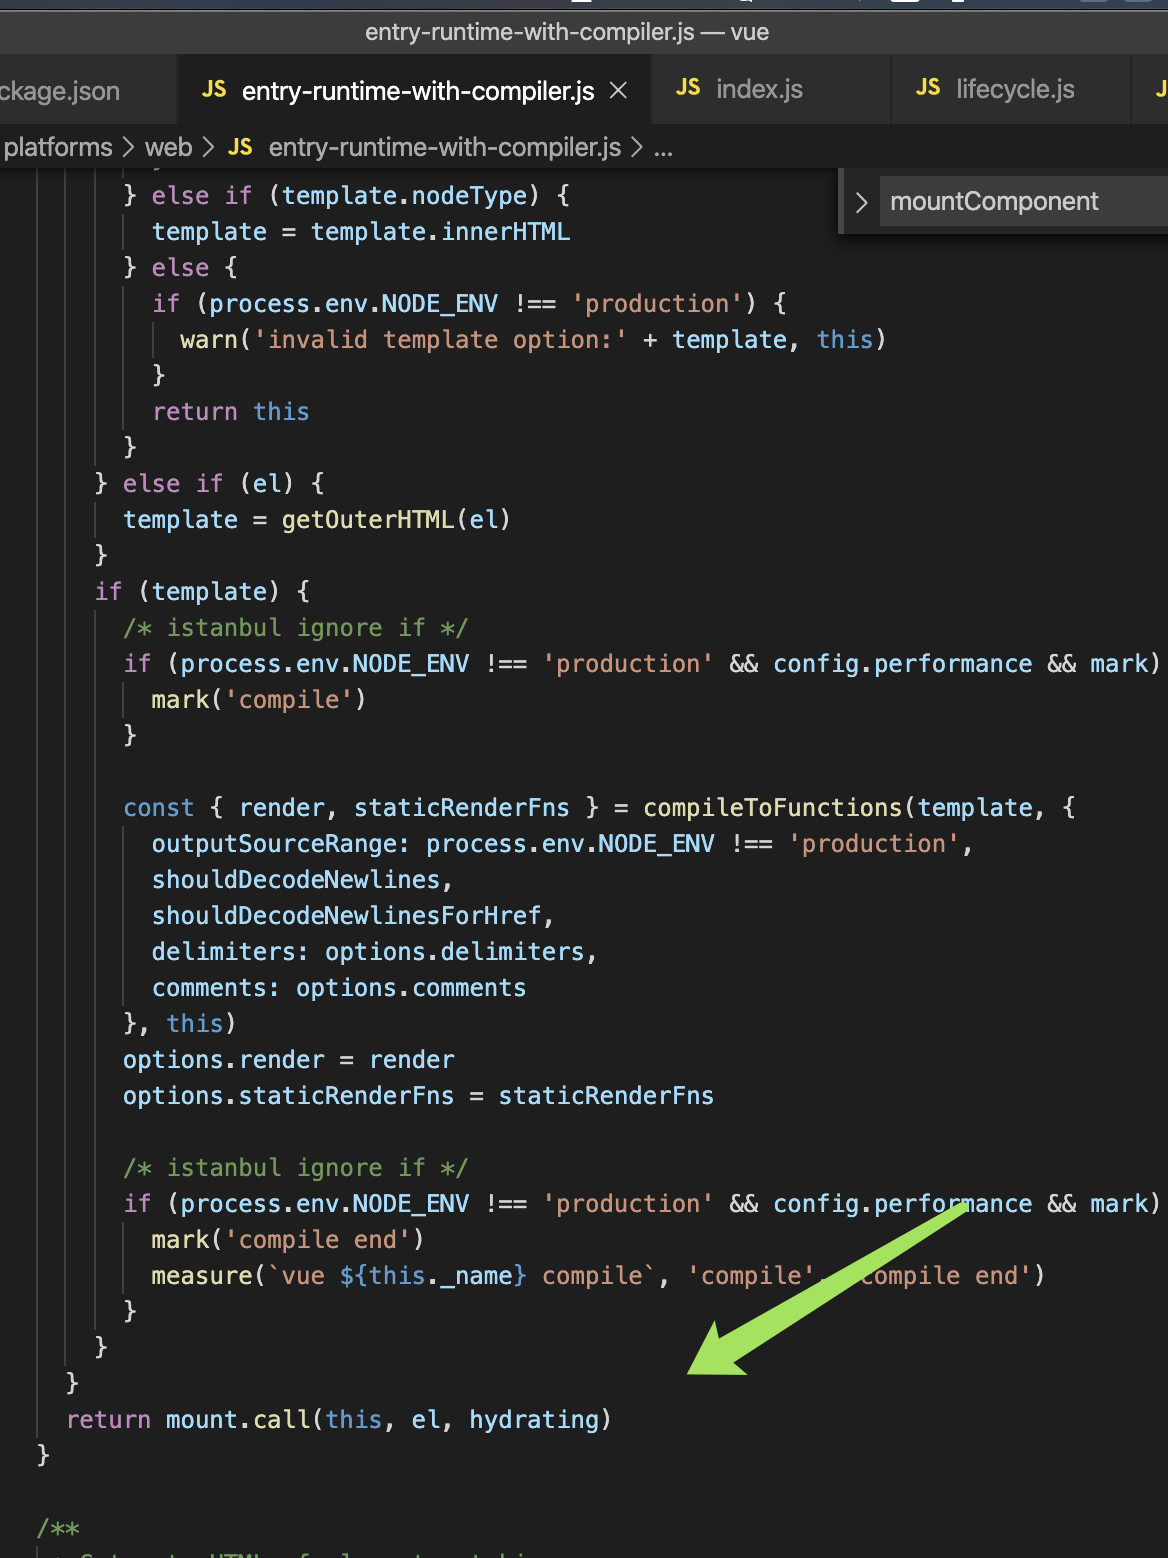 entry-runtime-with-compiler.js — vue
ckage.json
JS entry-runtime-with-compiler.js
JS index.js
JS lifecycle.js
platforms > web > JS entry-runtime-with-compiler.js > ...
mountComponent
} else if (template.nodeType) {
template = template.innerHTML
} else {
if (process.env.NODE_ENV !== 'production') {
warn('invalid template option:' + template, this)
}
return this
}
} else if (el) {
template = getOuterHTML(el)
}
if (template) {
/* istanbul ignore if */
if (process.env.NODE_ENV !== 'production' && config.performance && mark)
mark('compile')
}
const { render, staticRenderFns } = compileToFunctions(template, {
outputSourceRange: process.env.NODE_ENV !== 'production',
shouldDecodeNewlines,
shouldDecodeNewlinesForHref,
delimiters: options.delimiters,
comments: options.comments
}, this)
options.render = render
options.staticRenderFns = staticRenderFns
/* istanbul ignore if */
if (process.env.NODE_ENV !== 'production' && config.performance && mark)
mark('compile end')
measure(`vue ${this._name} compile`, 'compile', 'compile end')
}
}
}
return mount.call(this, el, hydrating)
}
/**